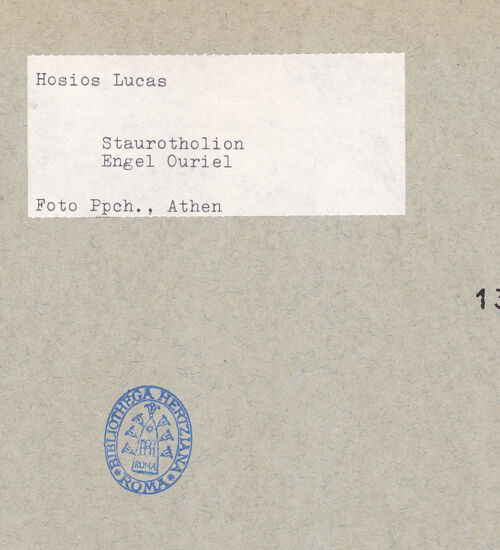 Hosios Lucas
Staurotholion
Engel Ouriel
Foto Ppch., Athen
13
BIBLIOTHECA HERTZIANA
ROMA
ROMA